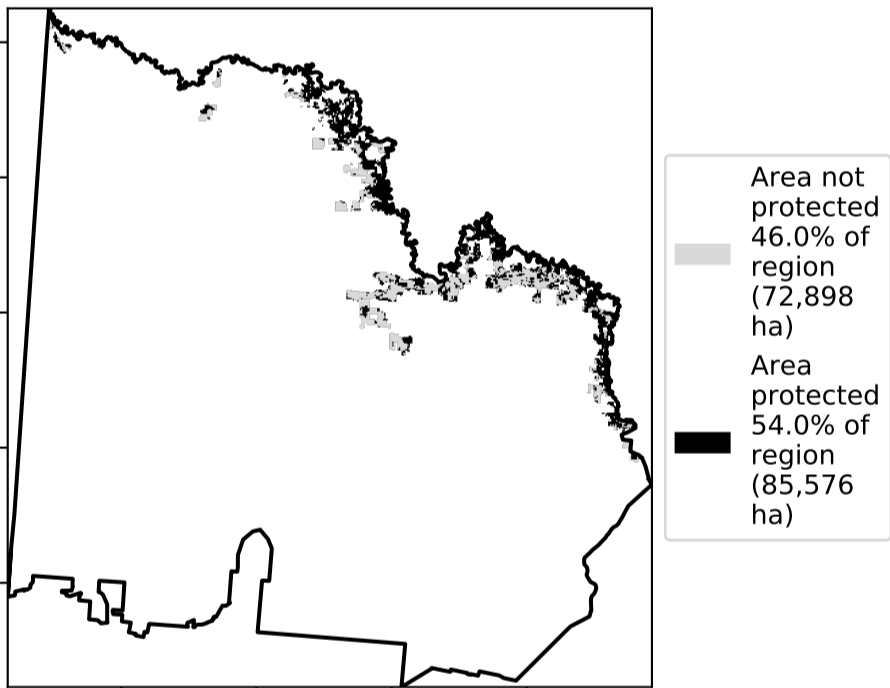 Area not
protected
46.0% of
region
(72,898
ha)
Area
protected
54.0% of
region
(85,576
ha)